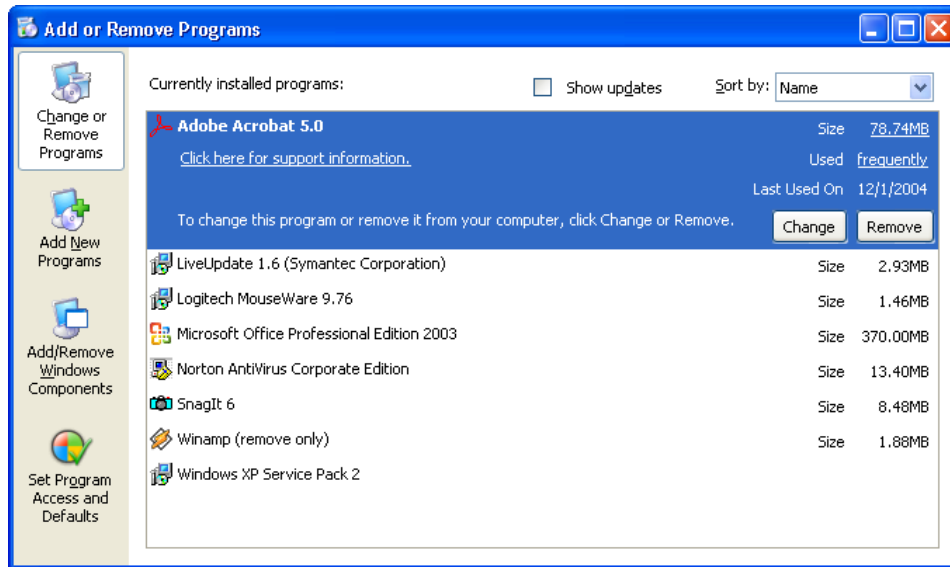 Add or Remove Programs
Change or
Remove
Programs
Add New
Programs
Add/Remove
Windows
Components
Set Program
Access and
Defaults
Currently installed programs:
Show updates
Sort by: Name
Adobe Acrobat 5.0 Size 78.74MB
Click here for support information. Used frequently
Last Used On 12/1/2004
To change this program or remove it from your computer, click Change or Remove. Change Remove
LiveUpdate 1.6 (Symantec Corporation) Size 2.93MB
Logitech MouseWare 9.76 Size 1.46MB
Microsoft Office Professional Edition 2003 Size 370.00MB
Norton AntiVirus Corporate Edition Size 13.40MB
SnagIt 6 Size 8.48MB
Winamp (remove only) Size 1.88MB
Windows XP Service Pack 2